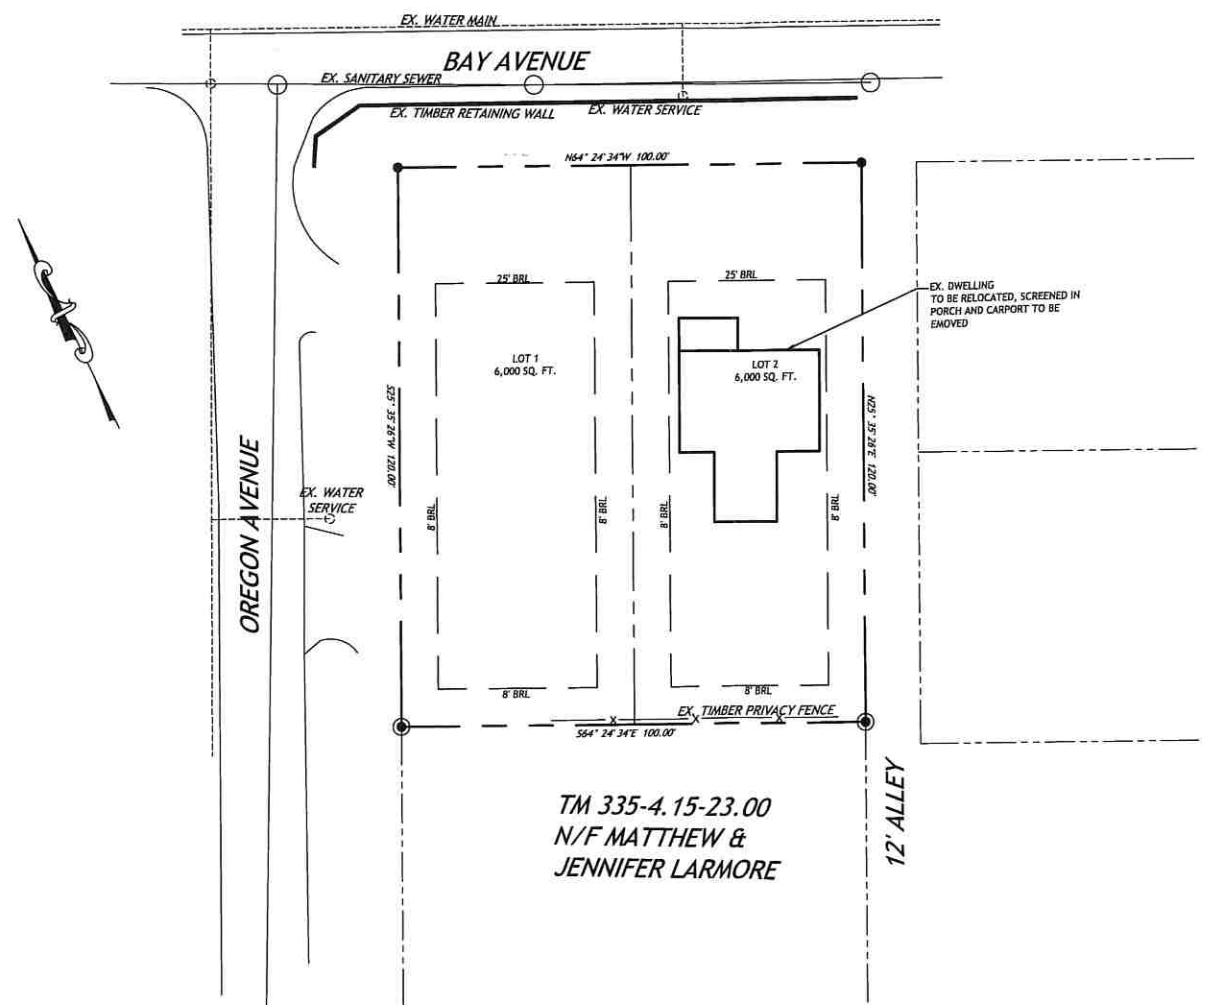 EX. WATER MAIN
BAY AVENUE
EX. SANITARY SEWER
EX. TIMBER RETAINING WALL
EX. WATER SERVICE
N64° 24' 34"W 100.00'
25' BRL
25' BRL
EX. DWELLING
TO BE RELOCATED, SCREENED IN
PORCH AND CARPORT TO BE
EMOVED
LOT 1
6,000 SQ. FT.
LOT 2
6,000 SQ. FT.
S25° 35' 26"W 120.00'
N25° 35' 26"E 120.00'
OREGON AVENUE
EX. WATER
SERVICE
8' BRL
8' BRL
8' BRL
8' BRL
8' BRL
8' BRL
EX. TIMBER PRIVACY FENCE
X X X
S64° 24' 34"E 100.00'
TM 335-4.15-23.00
N/F MATTHEW &
JENNIFER LARMORE
12' ALLEY